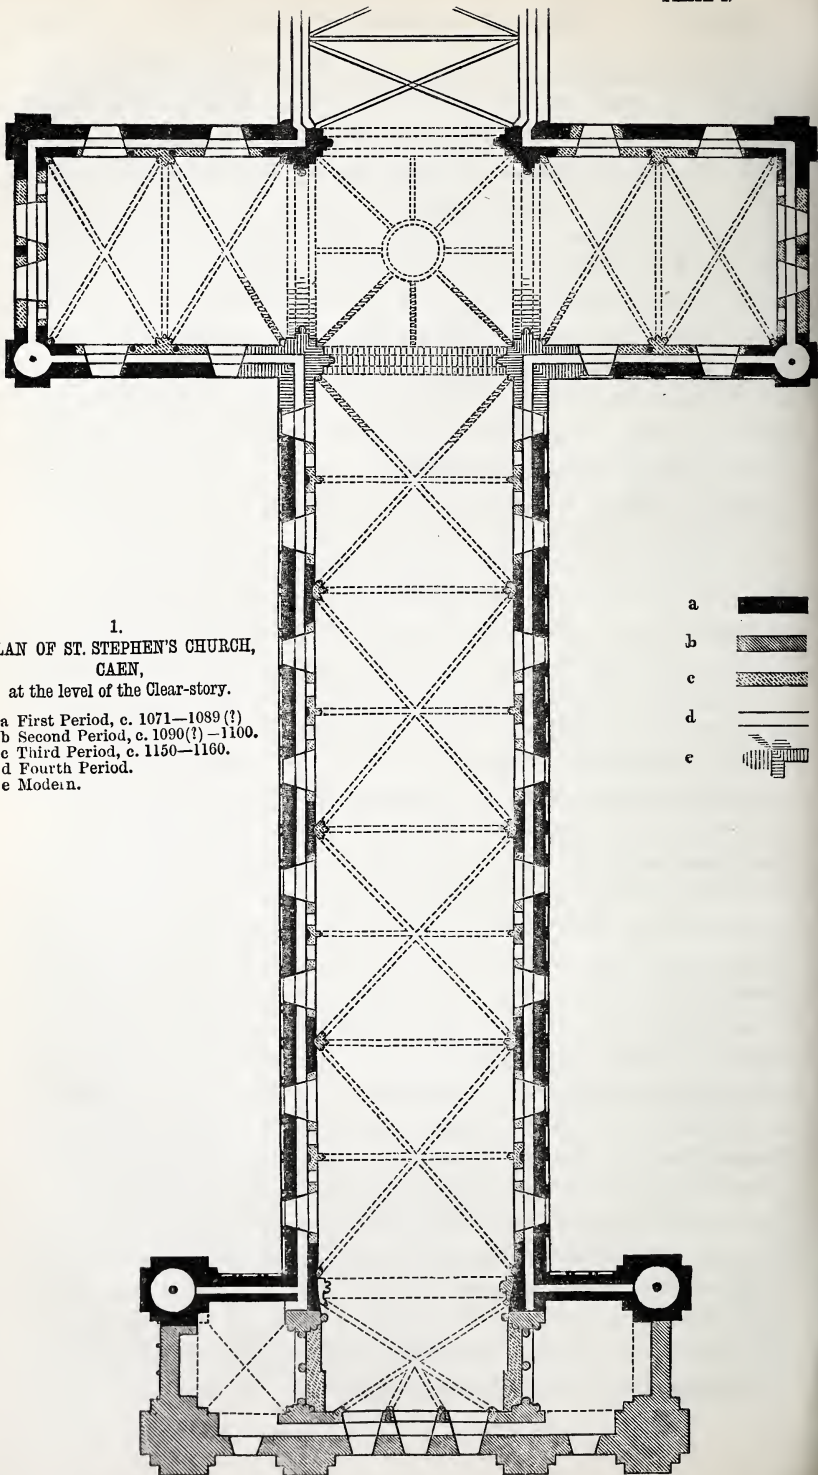 1.
LAN OF ST. STEPHEN'S CHURCH,
CAEN,
at the level of the Clear-story.
a First Period, c. 1071—1089 (?)
b Second Period, c. 1090(?)—1100.
c Third Period, c. 1150—1160.
d Fourth Period.
e Modern.
a
b
c
d
e